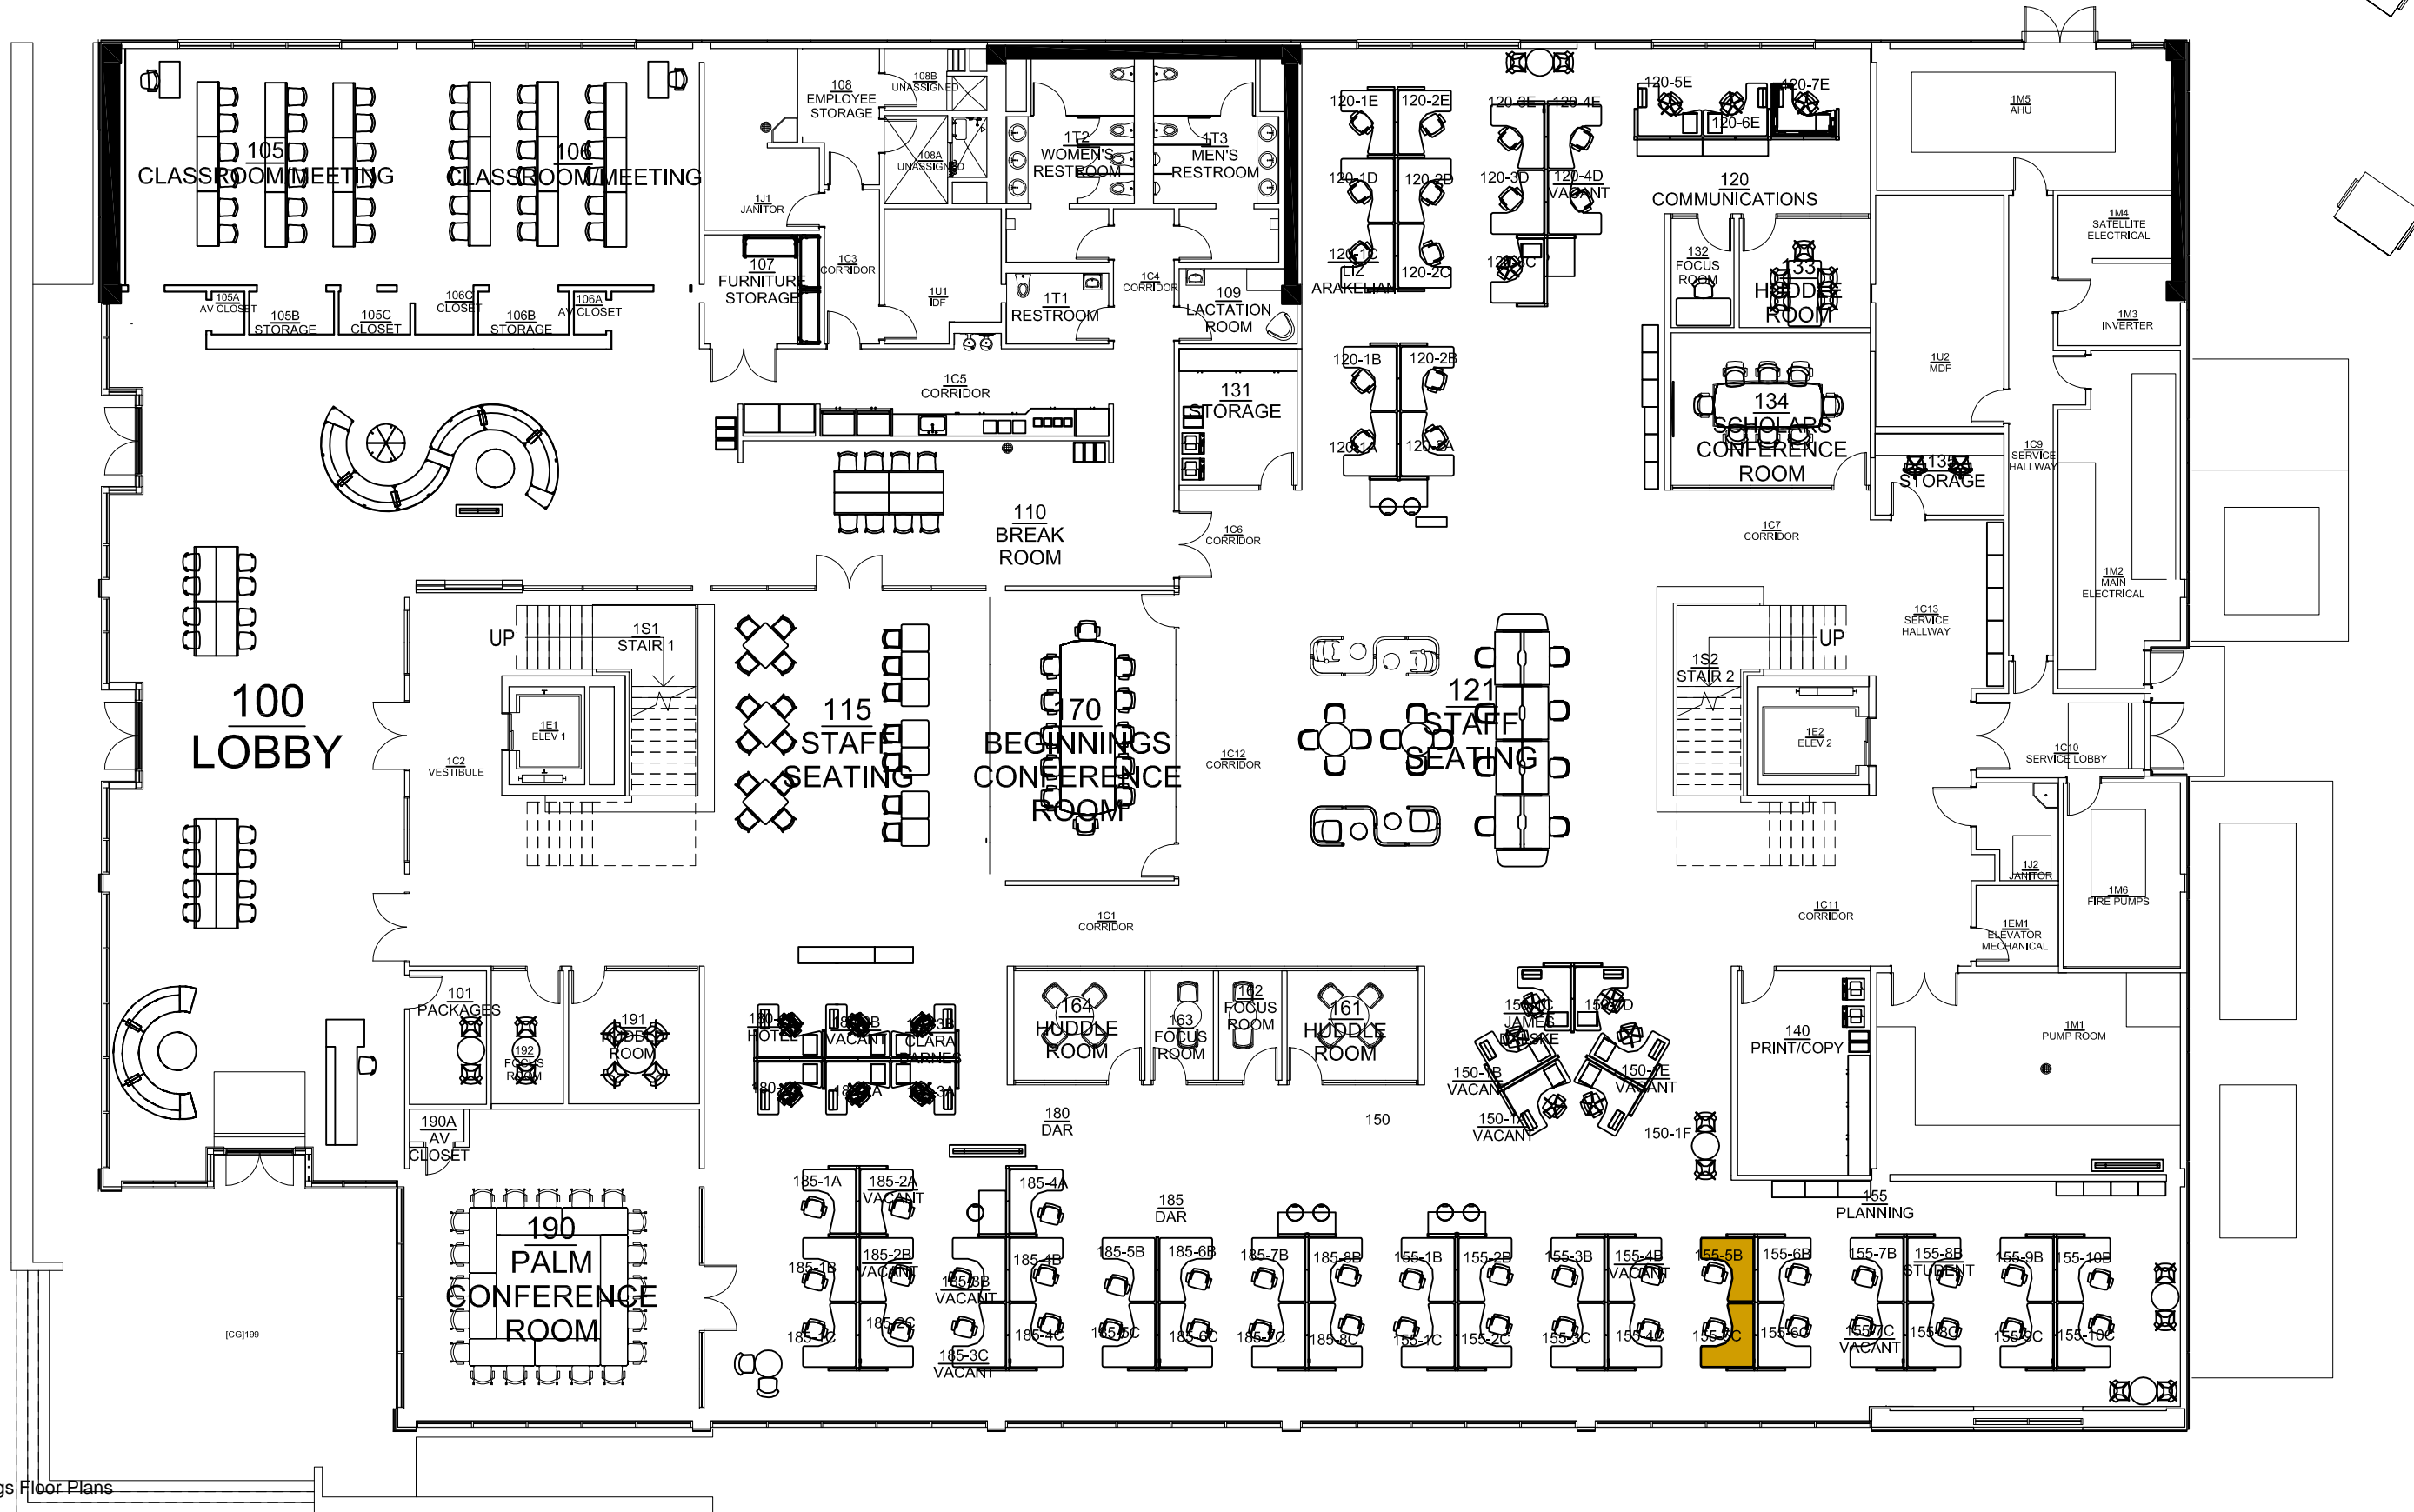 105
CLASSROOM/MEETING
106
CLASSROOM/MEETING
108
EMPLOYEE
STORAGE
108B
UNASSIGNED
108A
UNASSIGNED
1T2
WOMEN'S
RESTROOM
1T3
MEN'S
RESTROOM
120-1E
120-2E
120-3E
120-4E
120-5E
120-6E
120-7E
1M5
AHU
120-1D
120-2D
120-3D
120-4D
VACANT
120
COMMUNICATIONS
1J1
JANITOR
1M4
SATELLITE
ELECTRICAL
107
FURNITURE
STORAGE
1C3
CORRIDOR
1U1
IDF
1T1
RESTROOM
1C4
CORRIDOR
109
LACTATION
ROOM
120-1C
LIZ
ARAKELIAN
120-2C
132
FOCUS
ROOM
133
HUDDLE
ROOM
1M3
INVERTER
105A
AV CLOSET
105B
STORAGE
105C
CLOSET
106C
CLOSET
106B
STORAGE
106A
AV CLOSET
1C5
CORRIDOR
131
STORAGE
120-1B
120-2B
120-1A
120-2A
134
SCHOLARS
CONFERENCE
ROOM
1U2
MDF
135
STORAGE
1C9
SERVICE
HALLWAY
110
BREAK
ROOM
1C6
CORRIDOR
1C7
CORRIDOR
1M2
MAIN
ELECTRICAL
1C13
SERVICE
HALLWAY
UP
1S1
STAIR 1
1S2
STAIR 2
UP
100
LOBBY
1C2
VESTIBULE
1E1
ELEV 1
115
STAFF
SEATING
170
BEGINNINGS
CONFERENCE
ROOM
1C12
CORRIDOR
121
STAFF
SEATING
1E2
ELEV 2
1C10
SERVICE LOBBY
1J2
JANITOR
1M6
FIRE PUMPS
1C1
CORRIDOR
1C11
CORRIDOR
1EM1
ELEVATOR
MECHANICAL
101
PACKAGES
192
FOCUS
ROOM
191
HUDDLE
ROOM
HOTEL
VACANT
CLARA
BARNES
164
HUDDLE
ROOM
163
FOCUS
ROOM
162
FOCUS
ROOM
161
HUDDLE
ROOM
JAMES
150-1B
VACANT
150-1E
VACANT
150-1A
VACANT
150-1F
140
PRINT/COPY
1M1
PUMP ROOM
190A
AV
CLOSET
180
DAR
150
185-1A
185-2A
VACANT
185-4A
185
DAR
155
PLANNING
190
PALM
CONFERENCE
ROOM
185-1B
185-2B
VACANT
185-3B
VACANT
185-4B
185-5B
185-6B
185-7B
185-8B
155-1B
155-2B
155-3B
155-4B
VACANT
155-5B
155-6B
155-7B
155-8B
STUDENT
155-9B
155-10B
185-1C
185-2C
185-3C
VACANT
185-4C
185-5C
185-6C
185-7C
185-8C
155-1C
155-2C
155-3C
155-4C
155-5C
155-6C
155-7C
VACANT
155-8C
155-9C
155-10C
[CG]199
gs Floor Plans